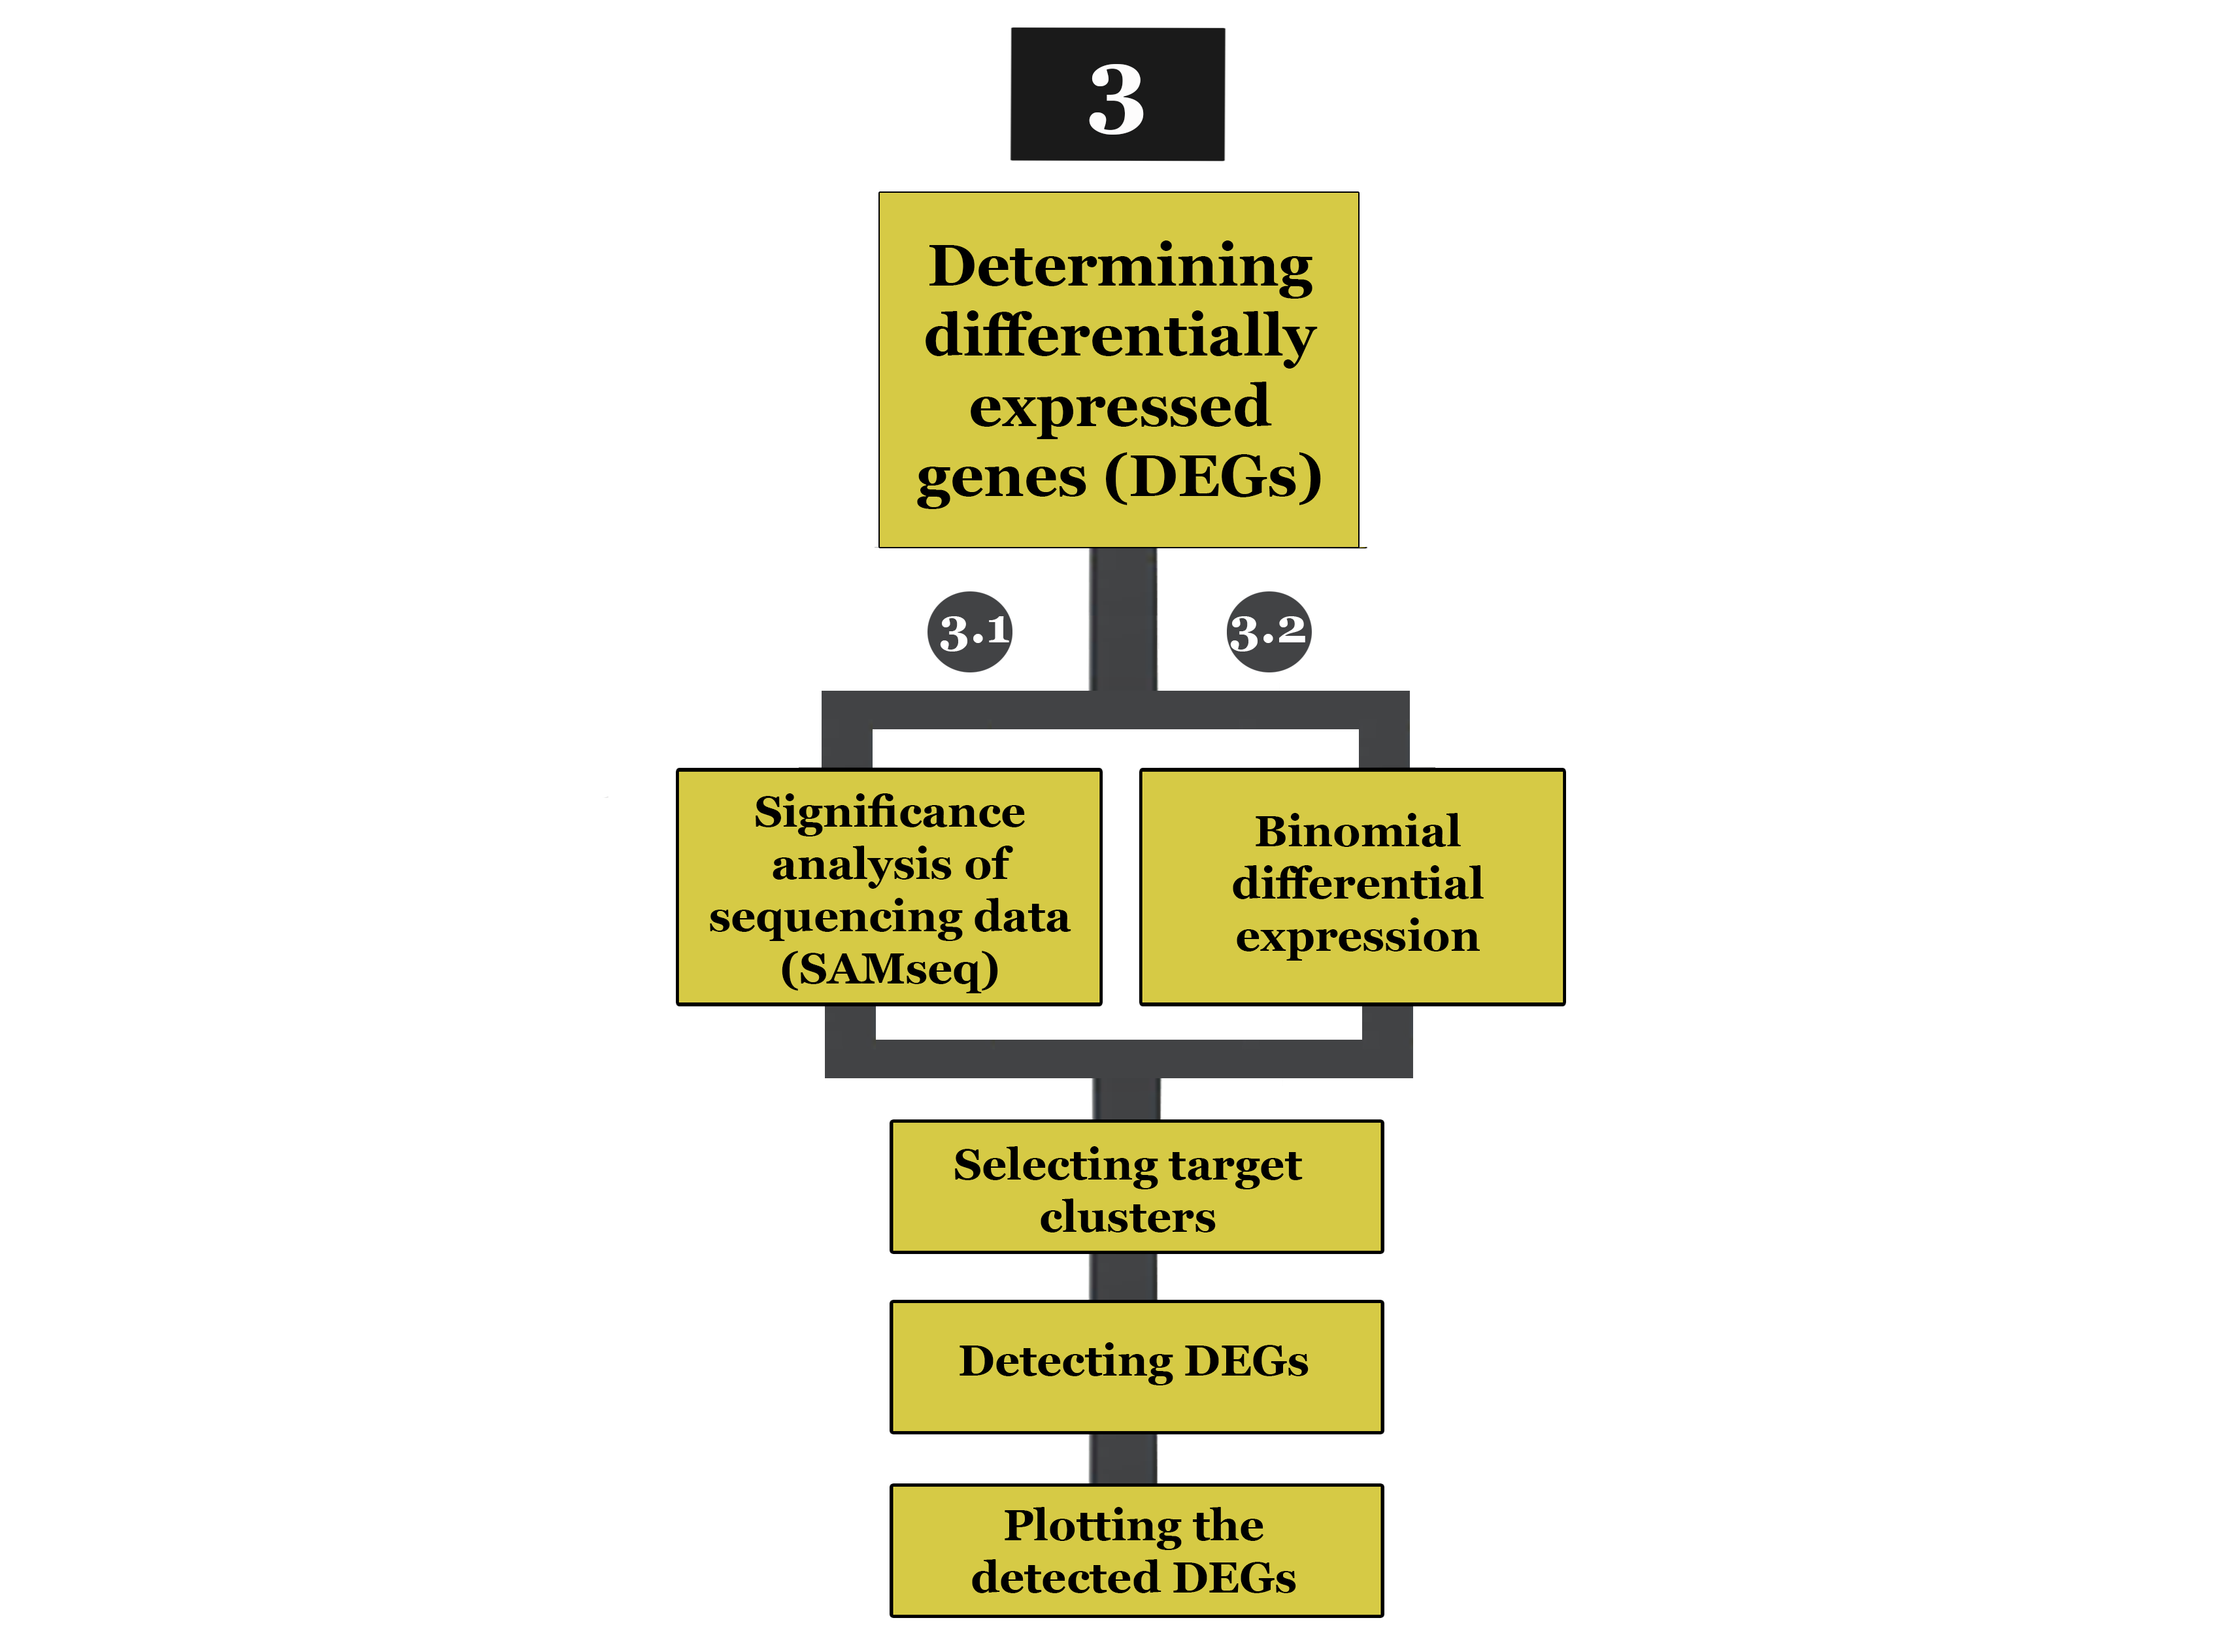 3
Determining
differentially
expressed
genes (DEGs)
3.1
3.2
Significance
analysis of
sequencing data
(SAMseq)
Binomial
differential
expression
Selecting target
clusters
Detecting DEGs
Plotting the
detected DEGs